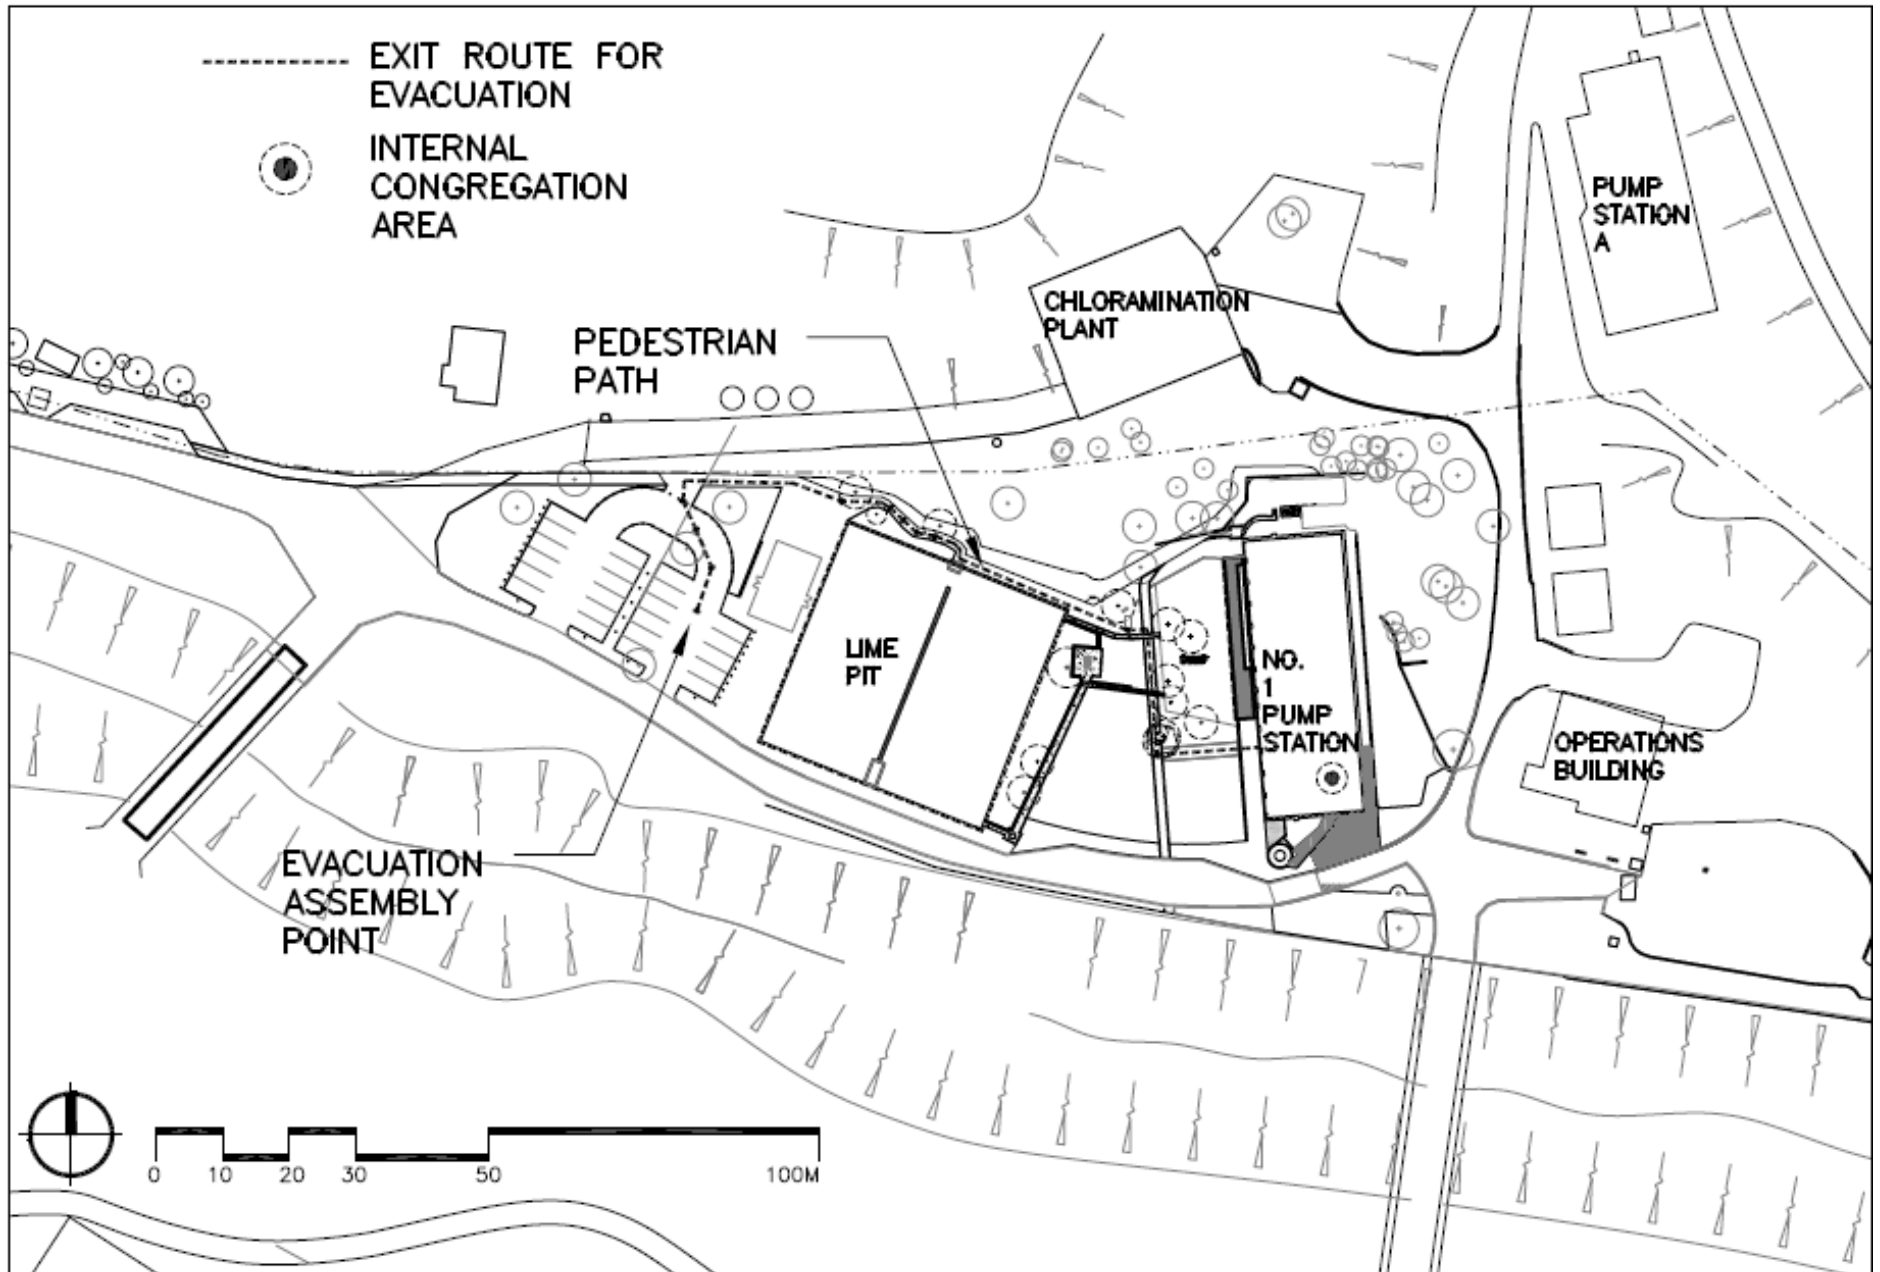 EXIT ROUTE FOR
EVACUATION
INTERNAL
CONGREGATION
AREA
PUMP
STATION
A
CHLORAMINATION
PLANT
PEDESTRIAN
PATH
LIME
PIT
NO.
1
PUMP
STATION
OPERATIONS
BUILDING
EVACUATION
ASSEMBLY
POINT
0 10 20 30 50 100M